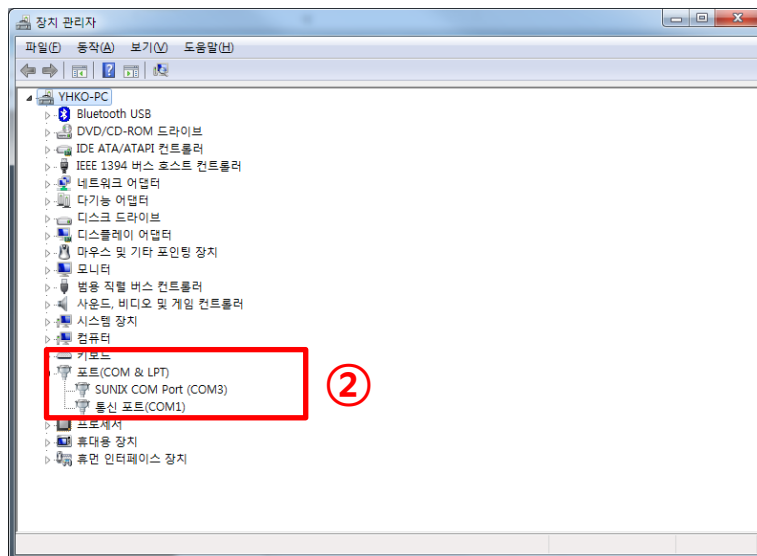 장치 관리자
파일(F) 동작(A) 보기(V) 도움말(H)
YHKO-PC
Bluetooth USB
DVD/CD-ROM 드라이브
IDE ATA/ATAPI 컨트롤러
IEEE 1394 버스 호스트 컨트롤러
네트워크 어댑터
다기능 어댑터
디스크 드라이브
디스플레이 어댑터
마우스 및 기타 포인팅 장치
모니터
범용 직렬 버스 컨트롤러
사운드, 비디오 및 게임 컨트롤러
시스템 장치
컴퓨터
키보드
포트(COM & LPT)
SUNIX COM Port (COM3)
통신 포트(COM1)
②
프로세서
휴대용 장치
휴먼 인터페이스 장치